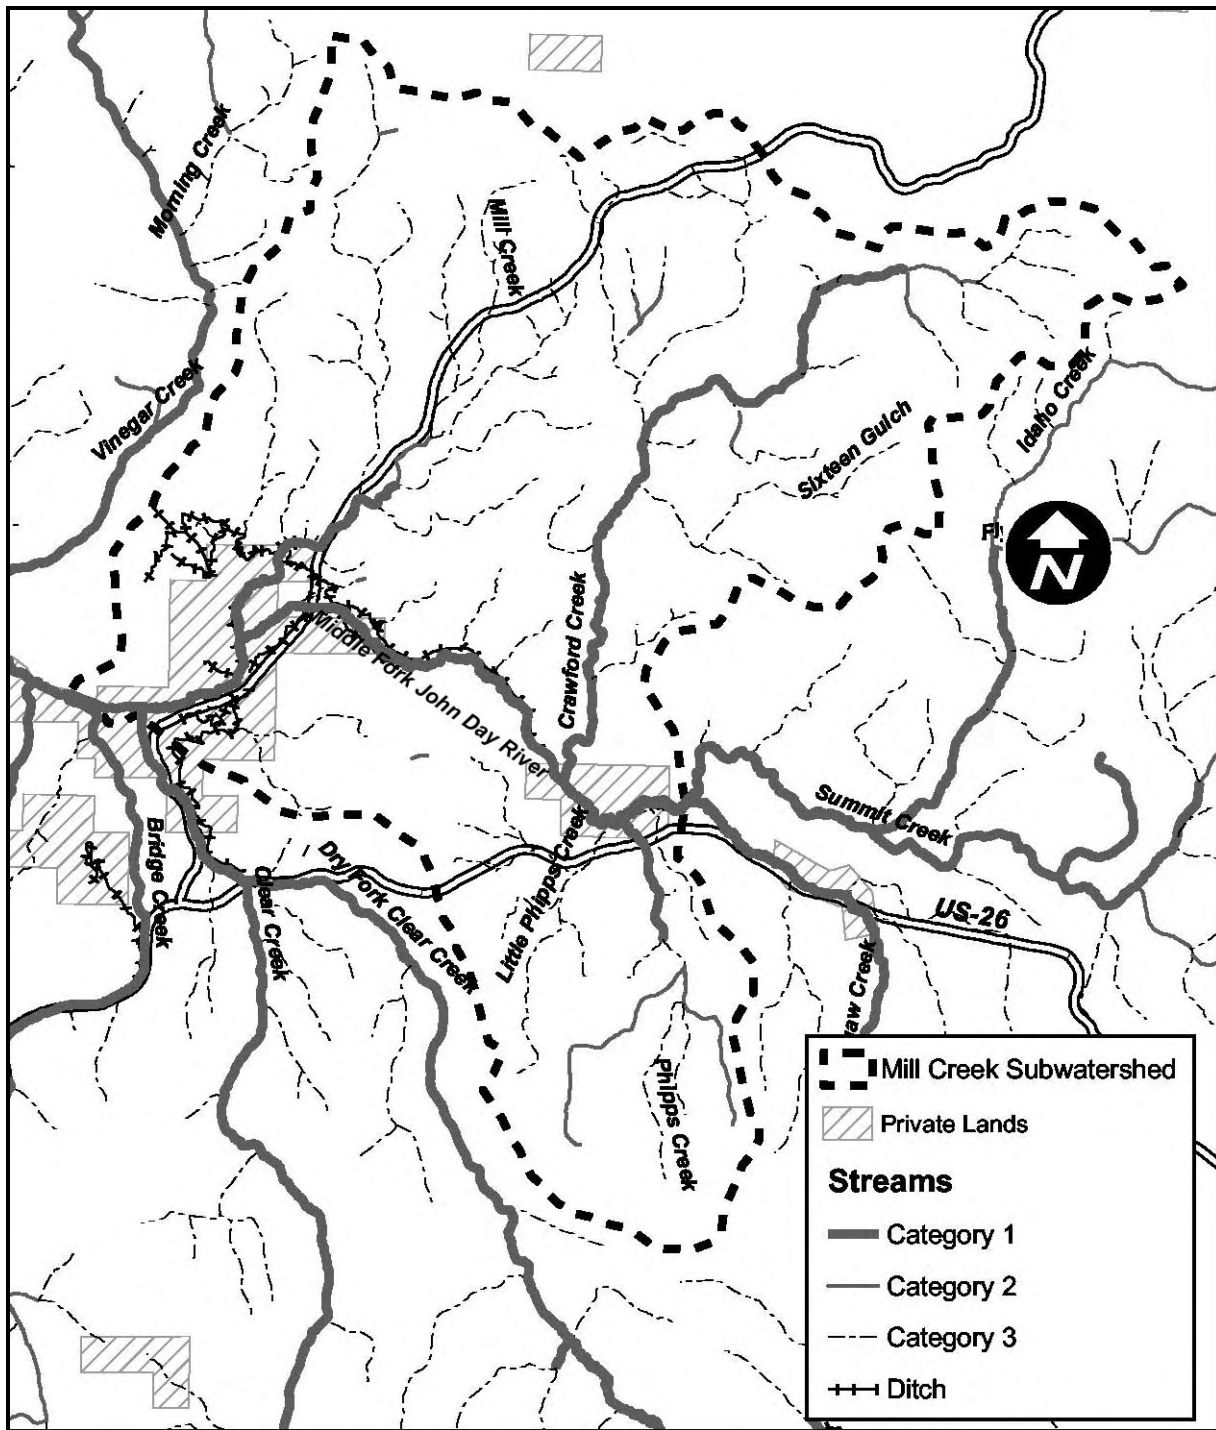 Morning Creek
Mill Creek
Vinegar Creek
Idaho Creek
Sixteen Gulch
N
Crawford Creek
Middle Fork John Day River
Summit Creek
Bridge Creek
Clear Creek
Dry Fork Clear Creek
Little Phipps Creek
US-26
Creek
Phipps Creek
Mill Creek Subwatershed
Private Lands
Streams
Category 1
Category 2
Category 3
Ditch